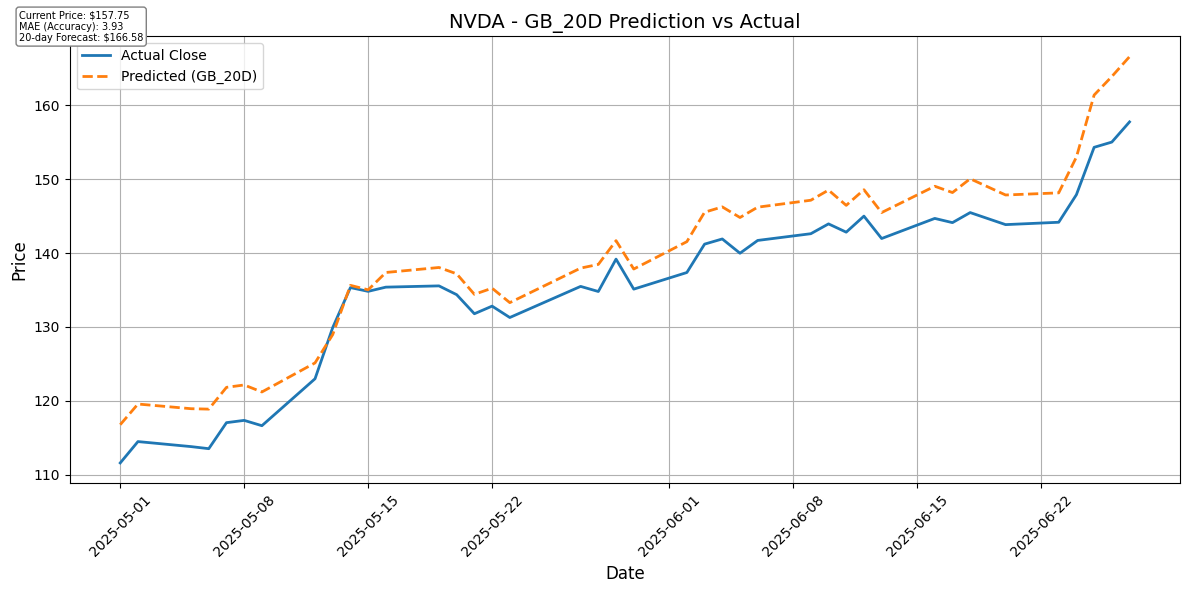 NVDA - GB_20D Prediction vs Actual
Current Price: $157.75
MAE (Accuracy): 3.93
20-day Forecast: $166.58
Actual Close
Predicted (GB_20D)
Price
160
150
140
130
120
110
2025-05-01
2025-05-08
2025-05-15
2025-05-22
2025-06-01
2025-06-08
2025-06-15
2025-06-22
Date